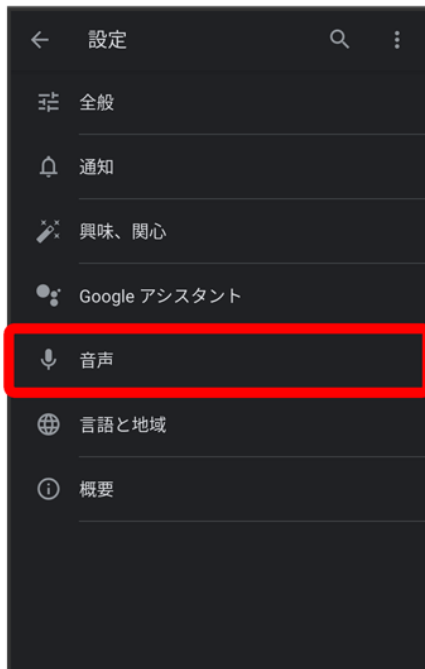 設定
全般
通知
興味、関心
Google アシスタント
音声
言語と地域
概要